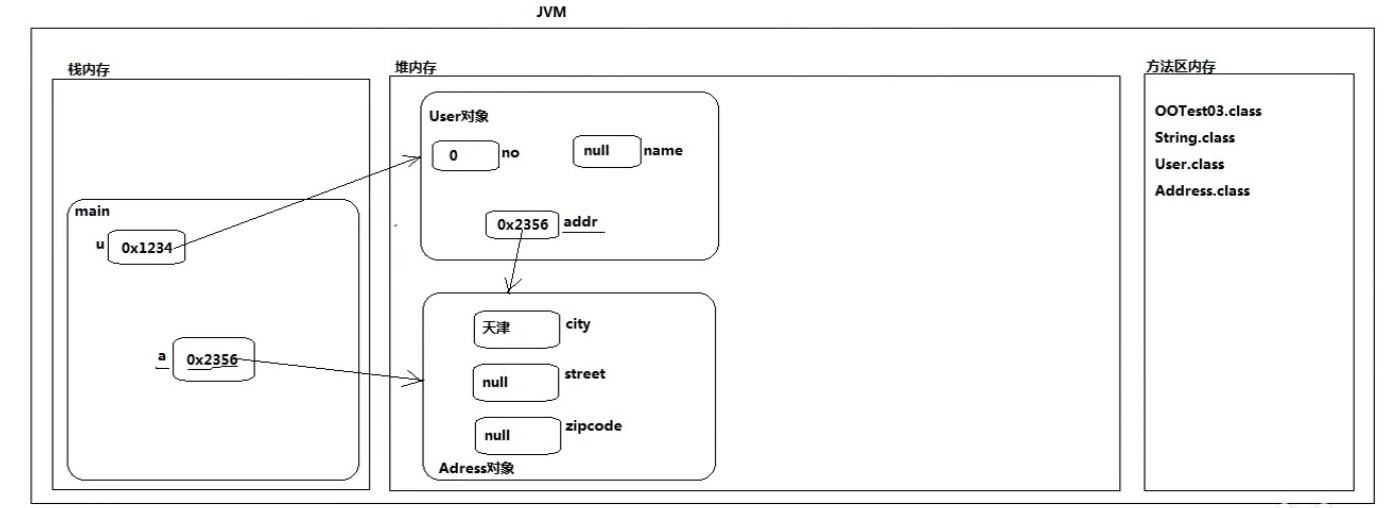 JVM
栈内存
main
u 0x1234
a 0x2356
堆内存
User对象
0 no null name
0x2356 addr
天津 city
null street
null zipcode
Adress对象
方法区内存
OOTest03.class
String.class
User.class
Address.class